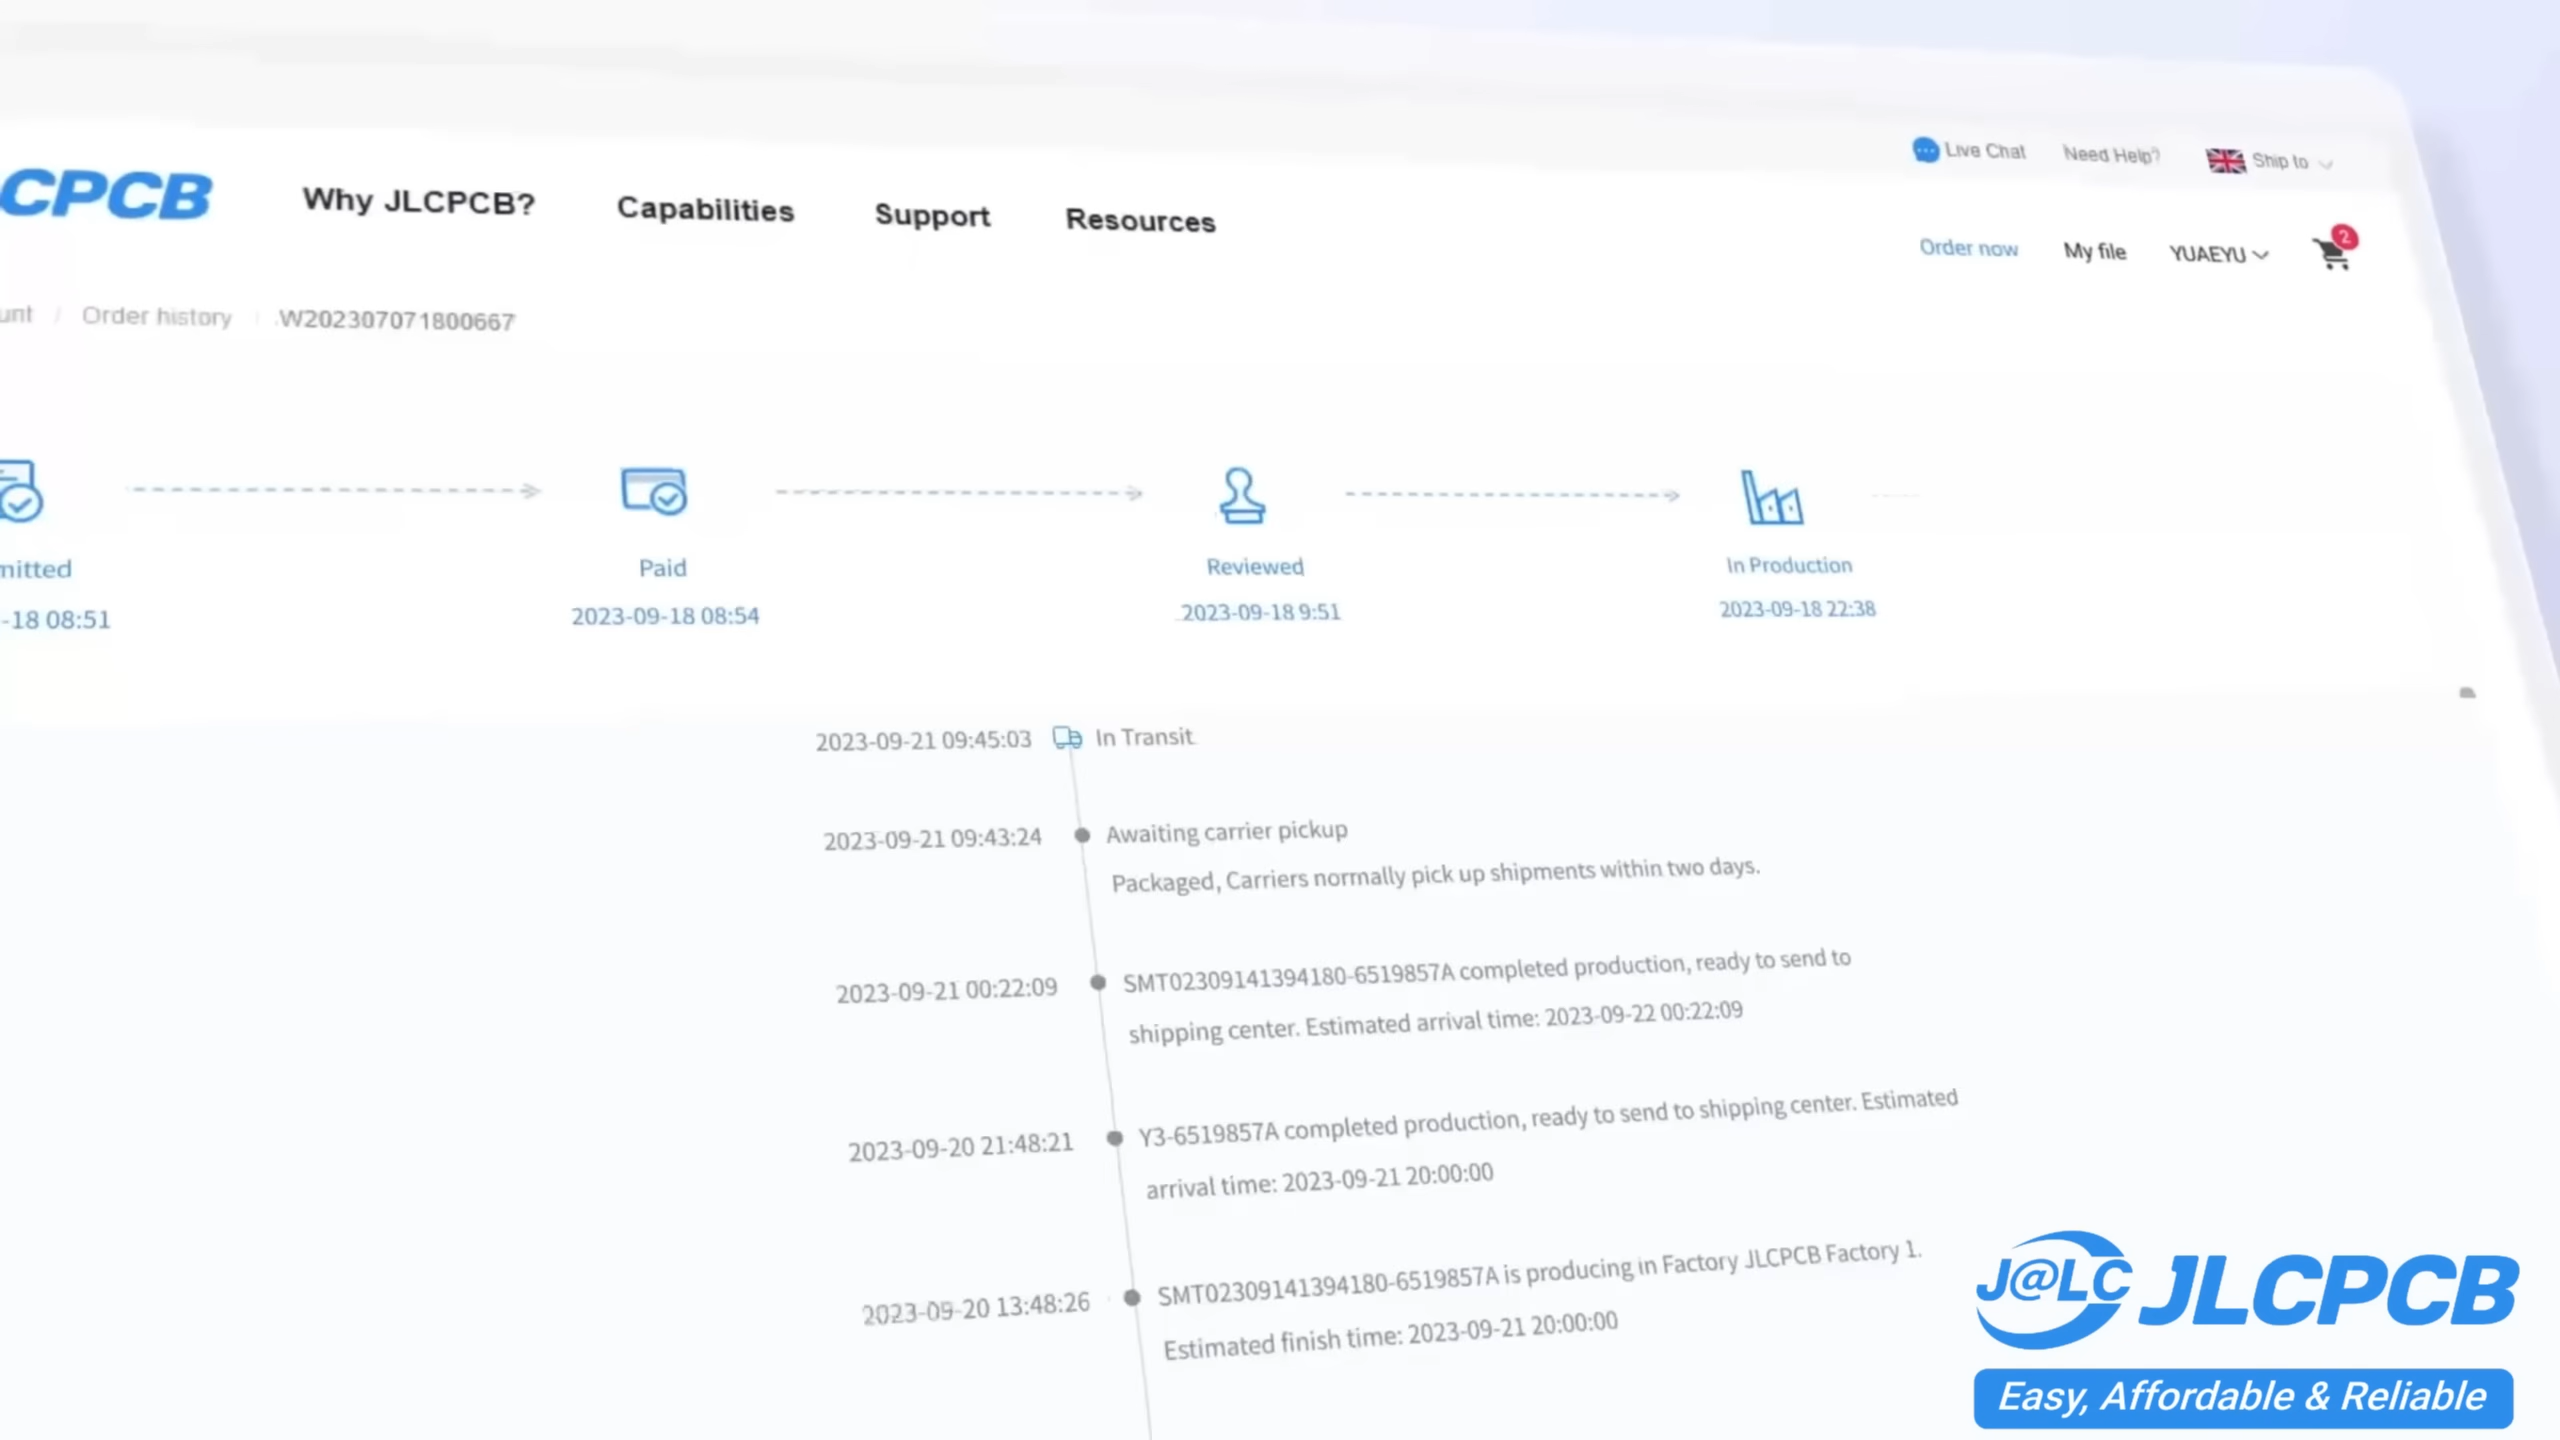 Live Chat Need Help? Ship to
CPCB Why JLCPCB? Capabilities Support Resources
Order now My file YUAEYU 2
unt / Order history W202307071800667
mitted Paid Reviewed In Production
-18 08:51 2023-09-18 08:54 2023-09-18 9:51 2023-09-18 22:38
2023-09-21 09:45:03 In Transit
2023-09-21 09:43:24 Awaiting carrier pickup
Packaged, Carriers normally pick up shipments within two days.
2023-09-21 00:22:09 SMT02309141394180-6519857A completed production, ready to send to
shipping center. Estimated arrival time: 2023-09-22 00:22:09
2023-09-20 21:48:21 Y3-6519857A completed production, ready to send to shipping center. Estimated
arrival time: 2023-09-21 20:00:00
2023-09-20 13:48:26 SMT02309141394180-6519857A is producing in Factory JLCPCB Factory 1.
Estimated finish time: 2023-09-21 20:00:00
J@LC JLCPCB
Easy, Affordable & Reliable